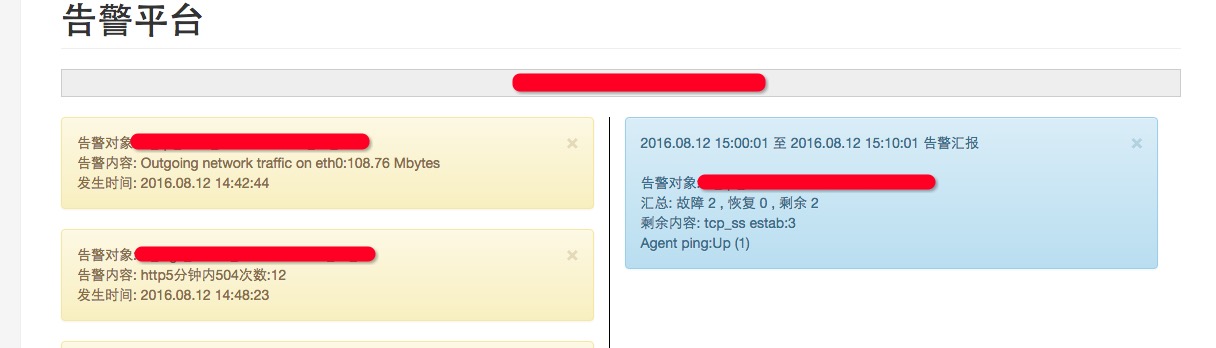 告警平台
告警对象
告警内容: Outgoing network traffic on eth0:108.76 Mbytes
发生时间: 2016.08.12 14:42:44
告警对象:
告警内容: http5分钟内504次数:12
发生时间: 2016.08.12 14:48:23
2016.08.12 15:00:01 至 2016.08.12 15:10:01 告警汇报
告警对象:
汇总: 故障 2 , 恢复 0 , 剩余 2
剩余内容: tcp_ss estab:3
Agent ping:Up (1)